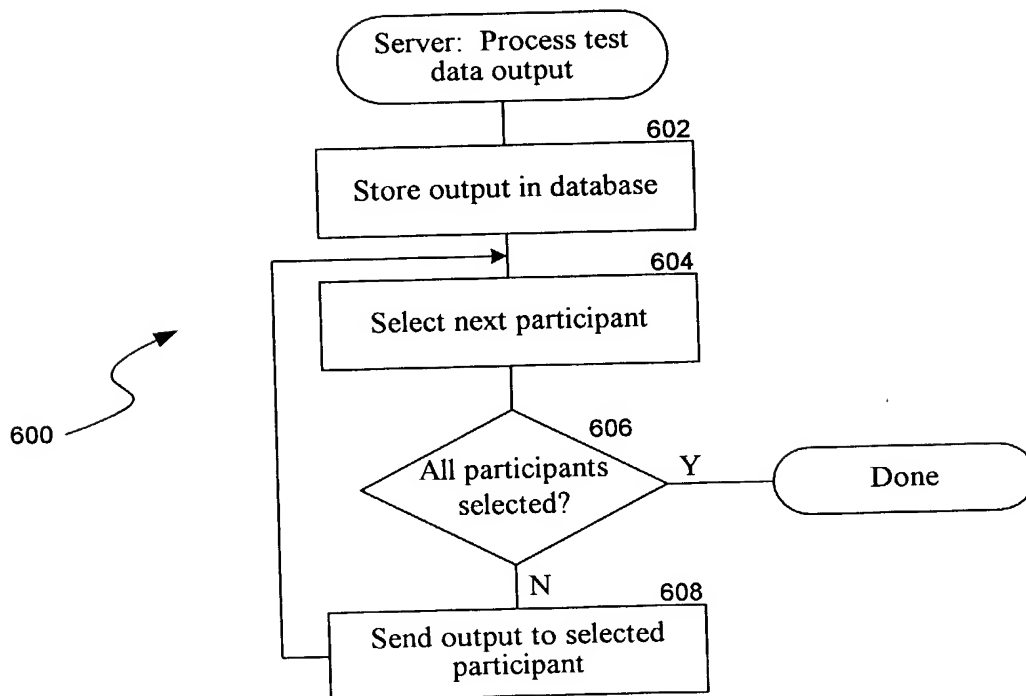 Server: Process test
data output
602
Store output in database
604
Select next participant
600
606
All participants
selected?
Y
Done
N
608
Send output to selected
participant